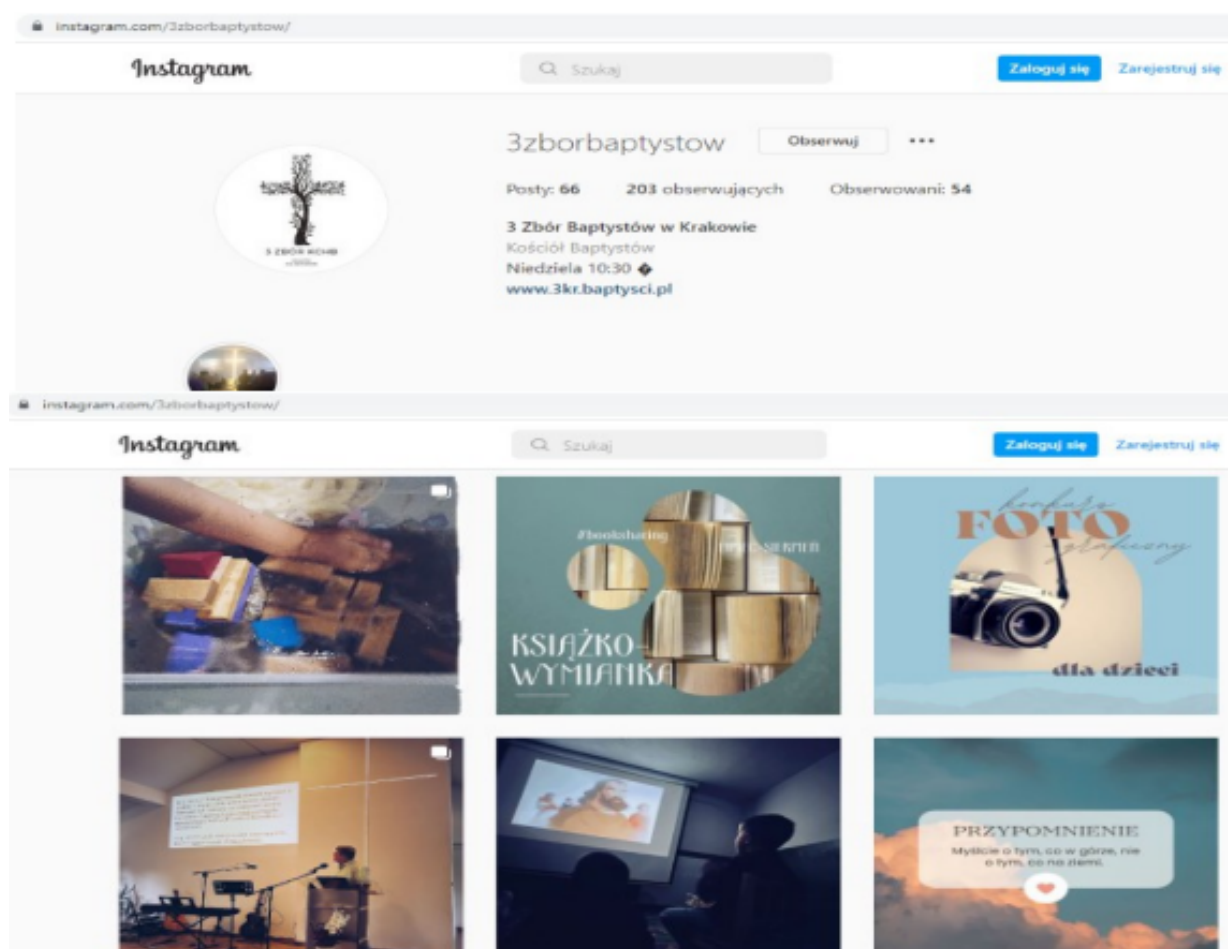 instagram.com/3zborbaptystow/
Instagram
Szukaj
Zaloguj się
Zarejestruj się
3zborbaptystow
Obserwuj
Posty: 66 203 obserwujących Obserwowani: 54
3 Zbór Baptystów w Krakowie
Kościół Baptystów
Niedziela 10:30 �
www.3kr.baptysci.pl
3 ZBÓR KCHB
instagram.com/3zborbaptystow/
Instagram
Szukaj
Zaloguj się
Zarejestruj się
#booksharing
KSIĄŻKO-
WYMIANKA
konkurs
FOTO
-graficzny
dla dzieci
PRZYPOMNIENIE
Myślcie o tym, co w górze, nie
o tym, co na ziemi.